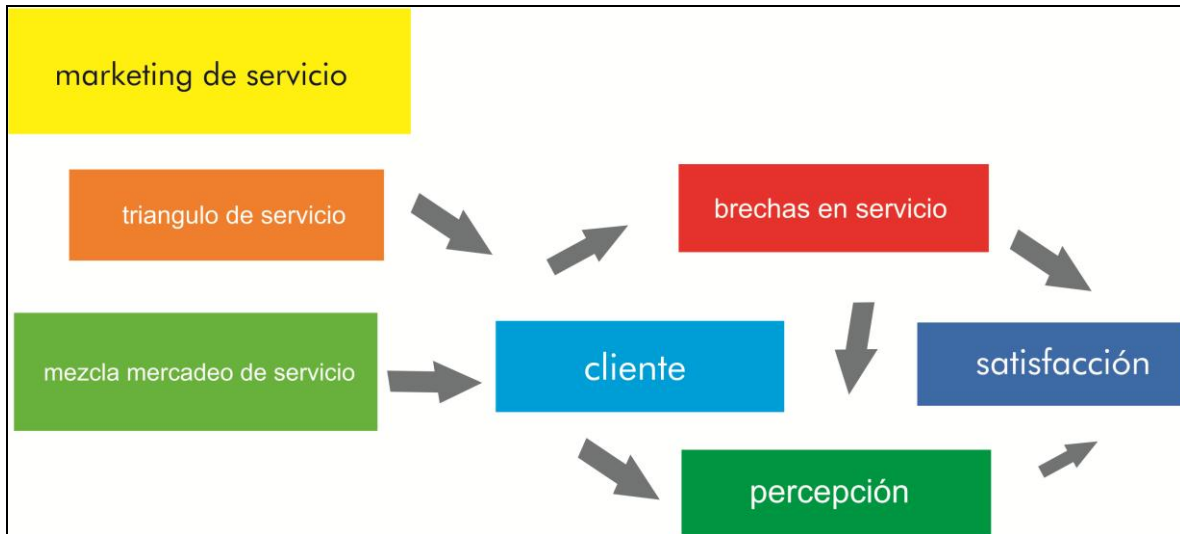 marketing de servicio
triangulo de servicio
brechas en servicio
mezcla mercadeo de servicio
cliente
satisfacción
percepción